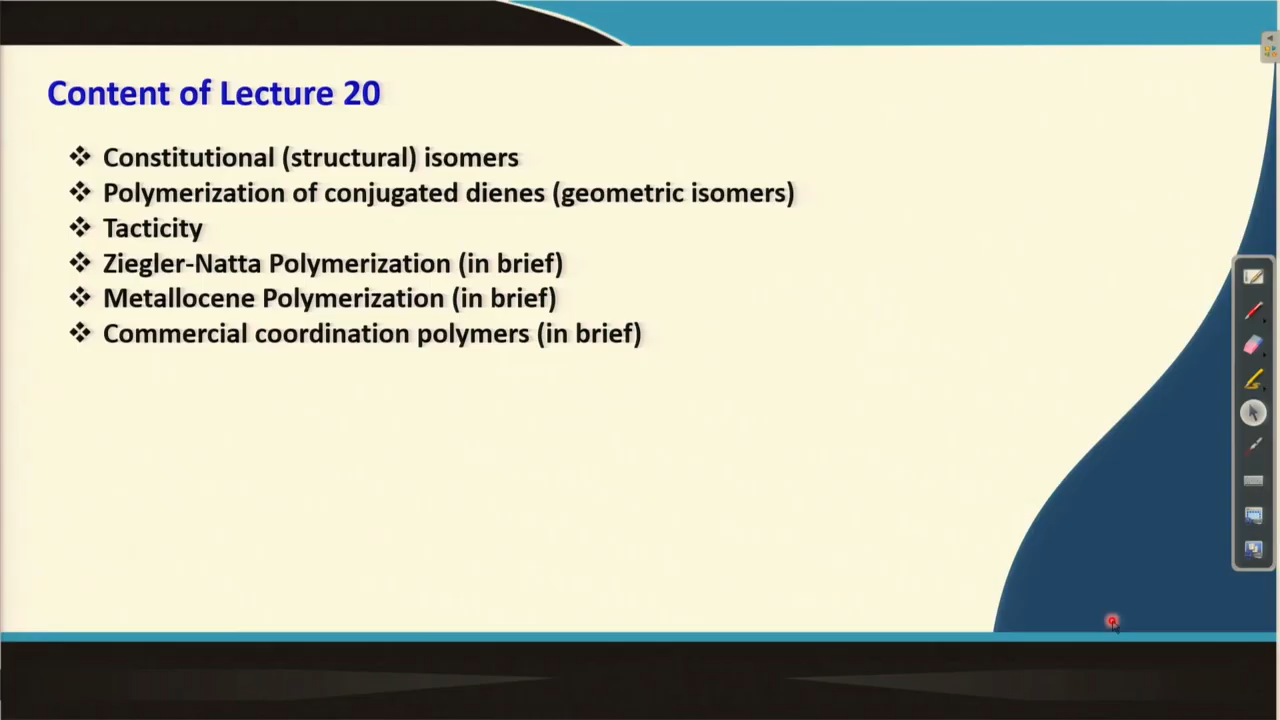 Content of Lecture 20
❖ Constitutional (structural) isomers
❖ Polymerization of conjugated dienes (geometric isomers)
❖ Tacticity
❖ Ziegler-Natta Polymerization (in brief)
❖ Metallocene Polymerization (in brief)
❖ Commercial coordination polymers (in brief)